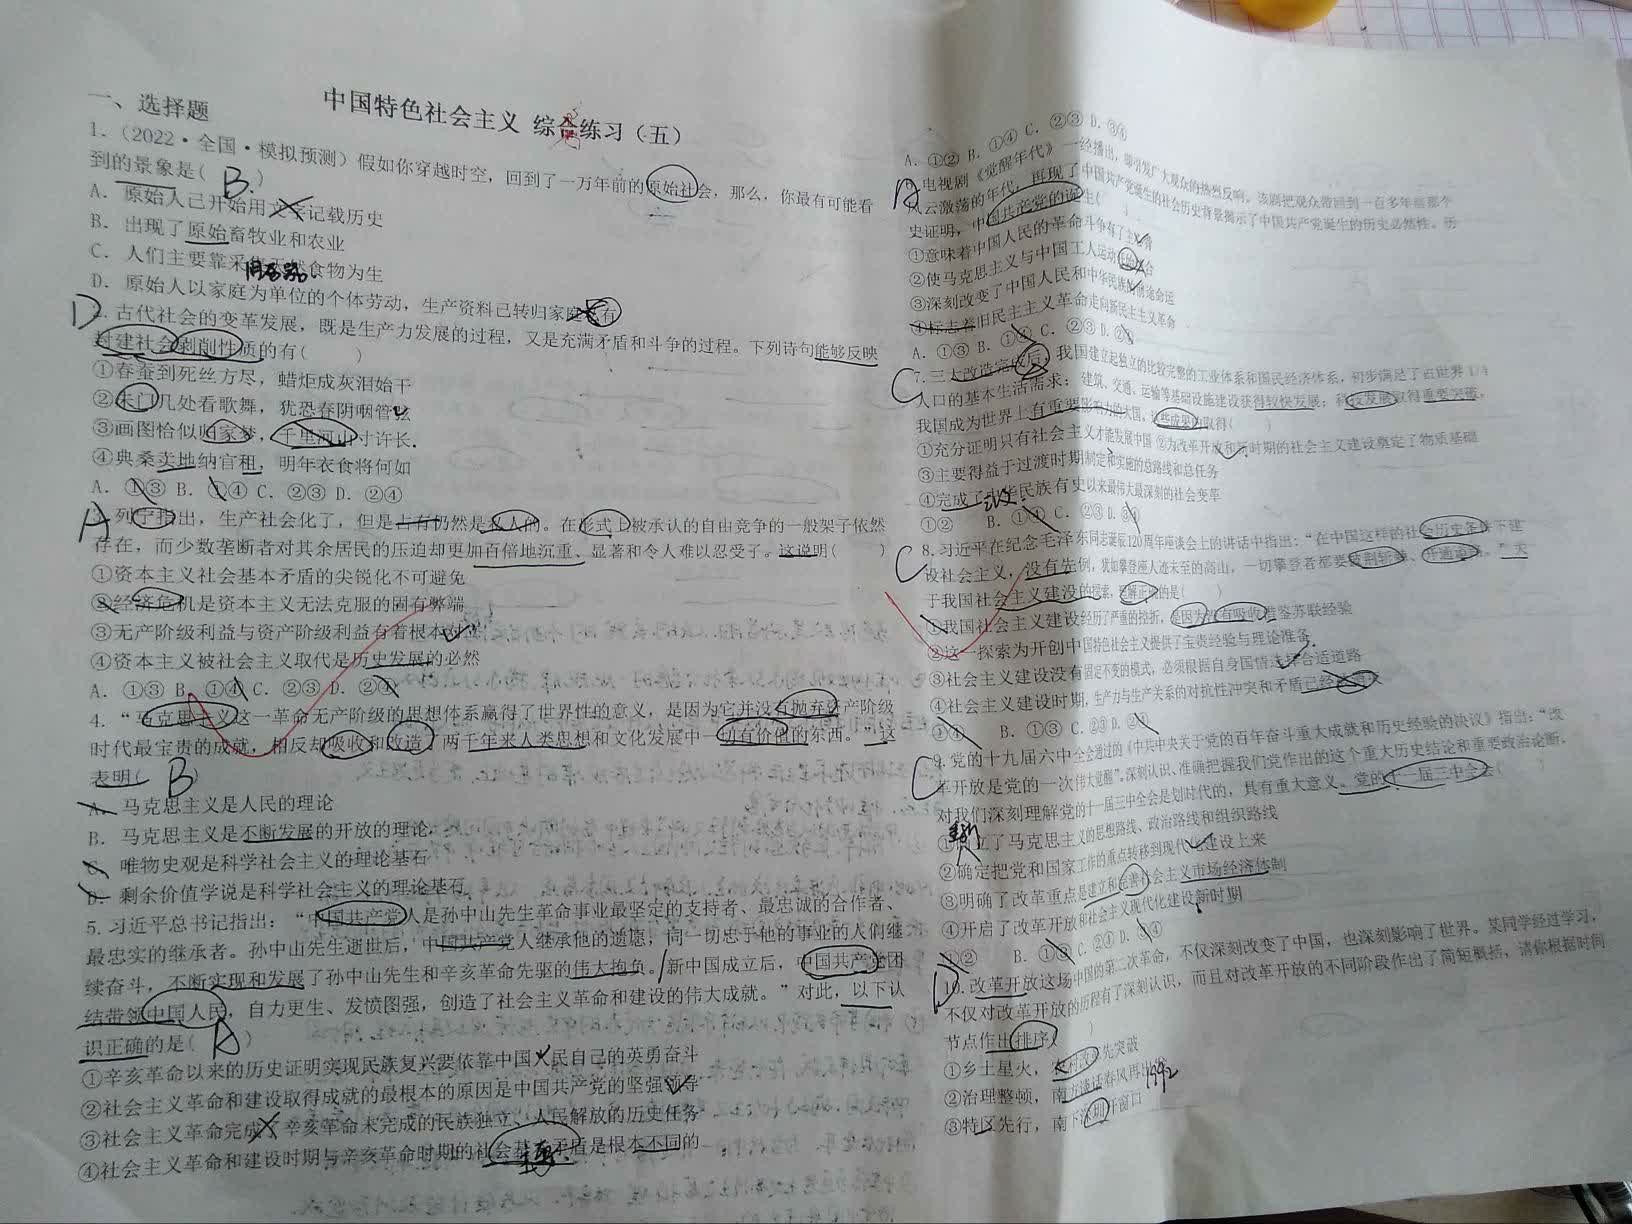 中国特色社会主义 综合练习（五）
一、选择题
1.（2022·全国·模拟预测）假如你穿越时空，回到了一万年前的原始社会，那么，你最有可能看
到的景象是( B. )
A. 原始人已开始用文字记载历史
B. 出现了原始畜牧业和农业
C. 人们主要靠采集天然食物为生
D. 原始人以家庭为单位的个体劳动，生产资料已转归家庭私有
D
2. 古代社会的变革发展，既是生产力发展的过程，又是充满矛盾和斗争的过程。下列诗句能够反映
封建社会剥削性质的有( )
①春蚕到死丝方尽，蜡炬成灰泪始干
②朱门几处看歌舞，犹恐春阴咽管弦
③画图恰似归家梦，千里河山寸许长
④典桑卖地纳官租，明年衣食将何如
A. ①③ B. ①④ C. ②③ D. ②④
A
3. 列宁指出，生产社会化了，但是占有仍然是私人的。在形式上被承认的自由竞争的一般架子依然
存在，而少数垄断者对其余居民的压迫却更加百倍地沉重、显著和令人难以忍受了。这说明( )
①资本主义社会基本矛盾的尖锐化不可避免
②经济危机是资本主义无法克服的固有弊端
③无产阶级利益与资产阶级利益有着根本对立
④资本主义被社会主义取代是历史发展的必然
A. ①③ B. ①④ C. ②③ D. ②④
4. “马克思主义这一革命无产阶级的思想体系赢得了世界性的意义，是因为它并没有抛弃资产阶级
时代最宝贵的成就，相反却吸收和改造了两千年来人类思想和文化发展中一切有价值的东西。”这
表明( B )
A. 马克思主义是人民的理论
B. 马克思主义是不断发展的开放的理论
C. 唯物史观是科学社会主义的理论基石
D. 剩余价值学说是科学社会主义的理论基石
5. 习近平总书记指出：“中国共产党人是孙中山先生革命事业最坚定的支持者、最忠诚的合作者、
最忠实的继承者。孙中山先生逝世后，中国共产党人继承他的遗愿，同一切忠于他的事业的人们继
续奋斗，不断实现和发展了孙中山先生和辛亥革命先驱的伟大抱负。新中国成立后，中国共产党团
结带领中国人民，自力更生、发愤图强，创造了社会主义革命和建设的伟大成就。”对此，以下认
识正确的是( A )
①辛亥革命以来的历史证明实现民族复兴要依靠中国人民自己的英勇奋斗
②社会主义革命和建设取得成就的最根本的原因是中国共产党的坚强领导
③社会主义革命完成了辛亥革命未完成的民族独立、人民解放的历史任务
④社会主义革命和建设时期与辛亥革命时期的社会基本矛盾是根本不同的
A. ①② B. ①④ C. ②③ D. ③④
A
6. 电视剧《觉醒年代》一经播出，即引发广大观众的热烈反响。该剧把观众带回到一百多年前那个
风云激荡的年代，再现了中国共产党诞生的社会历史背景揭示了中国共产党诞生的历史必然性。历
史证明，中国共产党的诞生( )
①意味着中国人民的革命斗争有了主心骨
②使马克思主义与中国工人运动开始结合
③深刻改变了中国人民和中华民族的前途命运
④标志着旧民主主义革命走向新民主主义革命
A. ①③ B. ①④ C. ②③ D. ②④
C
7. 三大改造完成后，我国建立起独立的比较完整的工业体系和国民经济体系，初步满足了占世界1/4
人口的基本生活需求；建筑、交通、运输等基础设施建设获得较快发展；科技发展取得重要突破，
我国成为世界上有重要影响力的大国。这些成果的取得( )
①充分证明只有社会主义才能发展中国 ②为改革开放和新时期的社会主义建设奠定了物质基础
③主要得益于过渡时期制定和实施的总路线和总任务
④完成了中华民族有史以来最伟大最深刻的社会变革
①② B. ①④ C. ②③ D. ③④
C
8. 习近平在纪念毛泽东同志诞辰120周年座谈会上的讲话中指出：“在中国这样的社会历史条件下建
设社会主义，没有先例，犹如攀登座人迹未至的高山，一切攀登者都要披荆斩棘、开通道路。”关
于我国社会主义建设的探索，理解正确的是( )
①我国社会主义建设经历了严重的挫折，是因为没有吸收借鉴苏联经验
②这一探索为开创中国特色社会主义提供了宝贵经验与理论准备
③社会主义建设没有固定不变的模式，必须根据自身国情选择合适道路
④社会主义建设时期，生产力与生产关系的对抗性冲突和矛盾已经
B. ①③ C. ②③ D. ②④
C
9. 党的十九届六中全会通过的《中共中央关于党的百年奋斗重大成就和历史经验的决议》指出：“改
革开放是党的一次伟大觉醒”。深刻认识、准确把握我们党作出的这个重大历史结论和重要政治论断，
对我们深刻理解党的十一届三中全会是划时代的，具有重大意义。党的十一届三中全会( )
①确立了马克思主义的思想路线、政治路线和组织路线
②确定把党和国家工作的重点转移到现代化建设上来
③明确了改革重点是建立和完善社会主义市场经济体制
④开启了改革开放和社会主义现代化建设新时期
①② B. ①③ C. ②④ D. ③④
D
10. 改革开放这场中国的第二次革命，不仅深刻改变了中国，也深刻影响了世界。某同学经过学习，
不仅对改革开放的历程有了深刻认识，而且对改革开放的不同阶段作出了简短概括，请你根据时间
节点作出排序( )
①乡土星火，农村改革先突破
②治理整顿，南方谈话春风再 1992
③特区先行，南下深圳开窗口